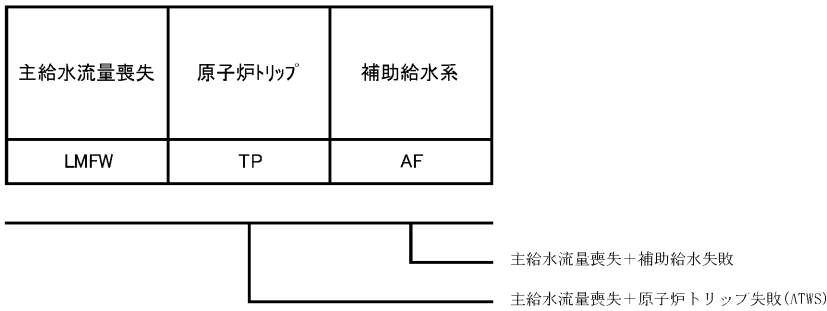 主給水流量喪失
原子炉トリップ
補助給水系
LMFW
TP
AF
主給水流量喪失＋補助給水失敗
主給水流量喪失＋原子炉トリップ失敗(ATWS)